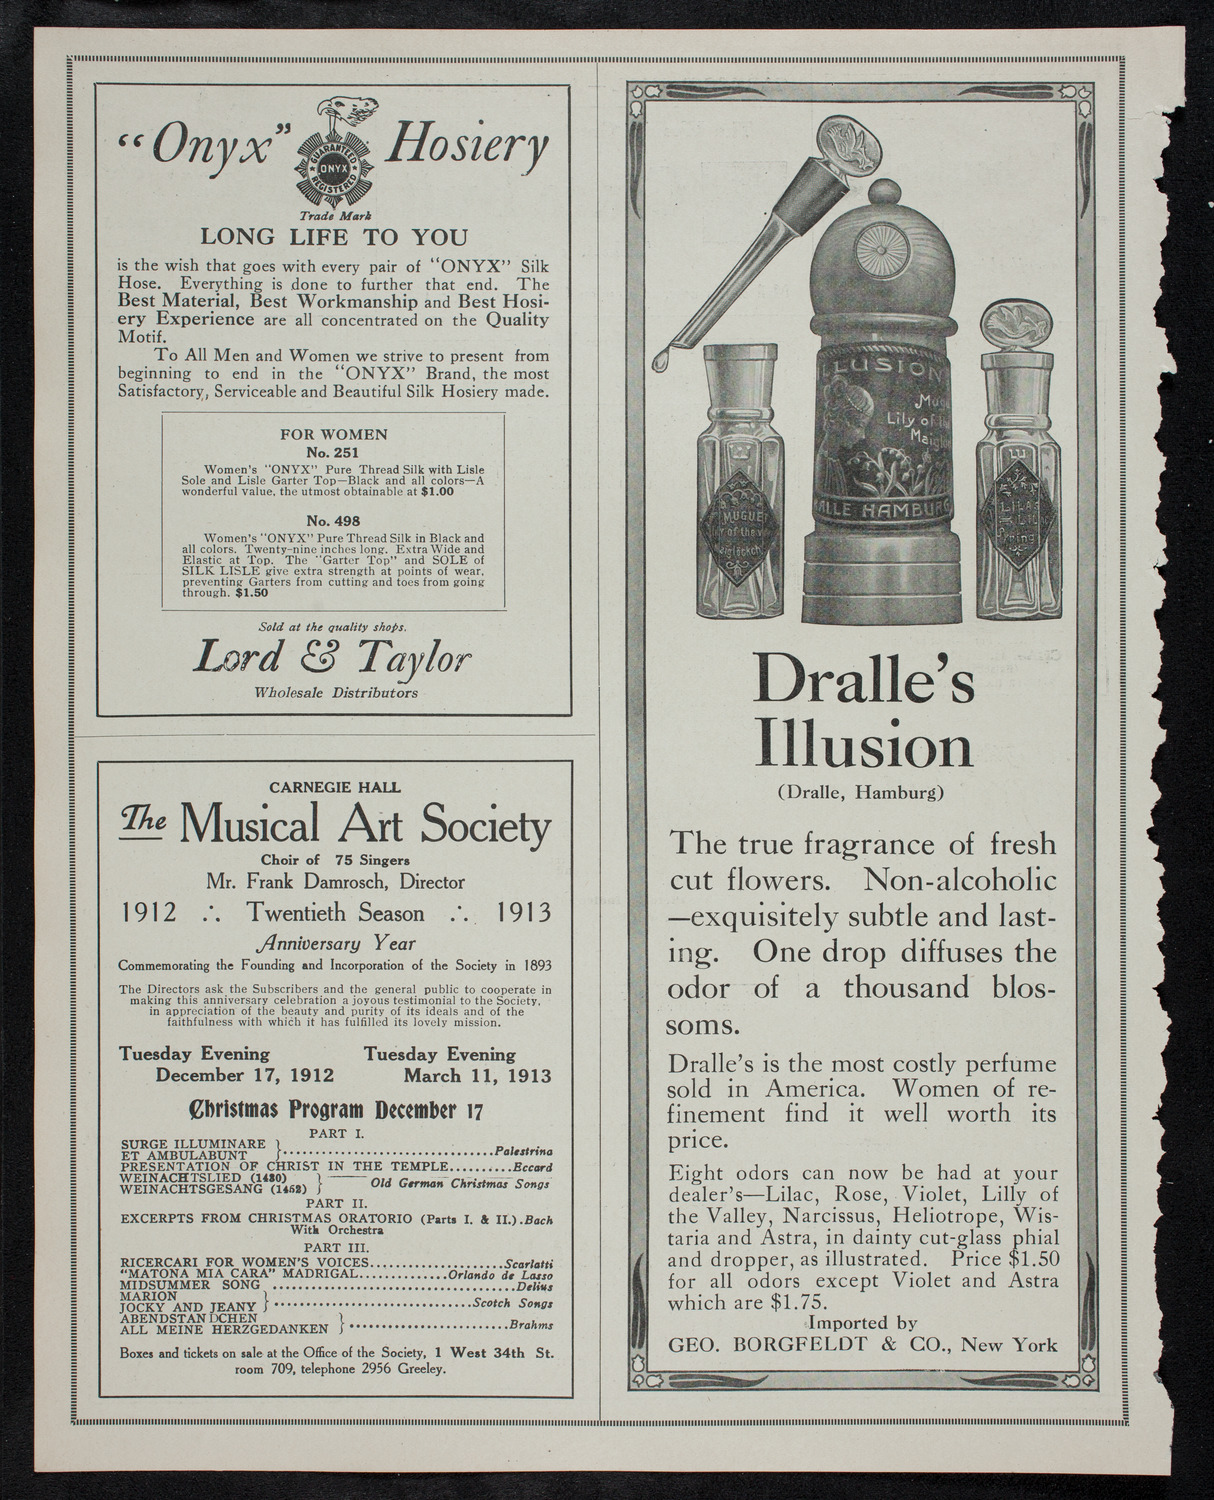 “Onyx” Hosiery
GUARANTEED
ONYX
REGISTERED
Trade Mark
LONG LIFE TO YOU
is the wish that goes with every pair of “ONYX” Silk
Hose. Everything is done to further that end. The
Best Material, Best Workmanship and Best Hosi-
ery Experience are all concentrated on the Quality
Motif.
To All Men and Women we strive to present from
beginning to end in the “ONYX” Brand, the most
Satisfactory, Serviceable and Beautiful Silk Hosiery made.
FOR WOMEN
No. 251
Women's “ONYX” Pure Thread Silk with Lisle
Sole and Lisle Garter Top—Black and all colors—A
wonderful value, the utmost obtainable at $1.00
No. 498
Women's “ONYX” Pure Thread Silk in Black and
all colors. Twenty-nine inches long. Extra Wide and
Elastic at Top. The “Garter Top” and SOLE of
SILK LISLE give extra strength at points of wear,
preventing Garters from cutting and toes from going
through. $1.50
Sold at the quality shops.
Lord & Taylor
Wholesale Distributors
CARNEGIE HALL
The Musical Art Society
Choir of 75 Singers
Mr. Frank Damrosch, Director
1912 ∴ Twentieth Season ∴ 1913
Anniversary Year
Commemorating the Founding and Incorporation of the Society in 1893
The Directors ask the Subscribers and the general public to cooperate in
making this anniversary celebration a joyous testimonial to the Society,
in appreciation of the beauty and purity of its ideals and of the
faithfulness with which it has fulfilled its lovely mission.
Tuesday Evening Tuesday Evening
December 17, 1912 March 11, 1913
Christmas Program December 17
PART I.
SURGE ILLUMINARE
ET AMBULABUNT } ........ Palestrina
PRESENTATION OF CHRIST IN THE TEMPLE.........Eccard
WEINACHTSLIED (1480)
WEINACHTSGESANG (1452) } Old German Christmas Songs
PART II.
EXCERPTS FROM CHRISTMAS ORATORIO (Parts I. & II.).Bach
With Orchestra
PART III.
RICERCARI FOR WOMEN'S VOICES........Scarlatti
“MATONA MIA CARA” MADRIGAL........Orlando de Lasso
MIDSUMMER SONG........Delius
MARION
JOCKY AND JEANY } ........Scotch Songs
ABENDSTANDCHEN
ALL MEINE HERZGEDANKEN } ........Brahms
Boxes and tickets on sale at the Office of the Society, 1 West 34th St.
room 709, telephone 2956 Greeley.
LLUSION
Lily of
LLE HAMBURG
MUGUET
LILAS
Dralle's
Illusion
(Dralle, Hamburg)
The true fragrance of fresh
cut flowers. Non-alcoholic
—exquisitely subtle and last-
ing. One drop diffuses the
odor of a thousand blos-
soms.
Dralle's is the most costly perfume
sold in America. Women of re-
finement find it well worth its
price.
Eight odors can now be had at your
dealer's—Lilac, Rose, Violet, Lilly of
the Valley, Narcissus, Heliotrope, Wis-
taria and Astra, in dainty cut-glass phial
and dropper, as illustrated. Price $1.50
for all odors except Violet and Astra
which are $1.75.
Imported by
GEO. BORGFELDT & CO., New York